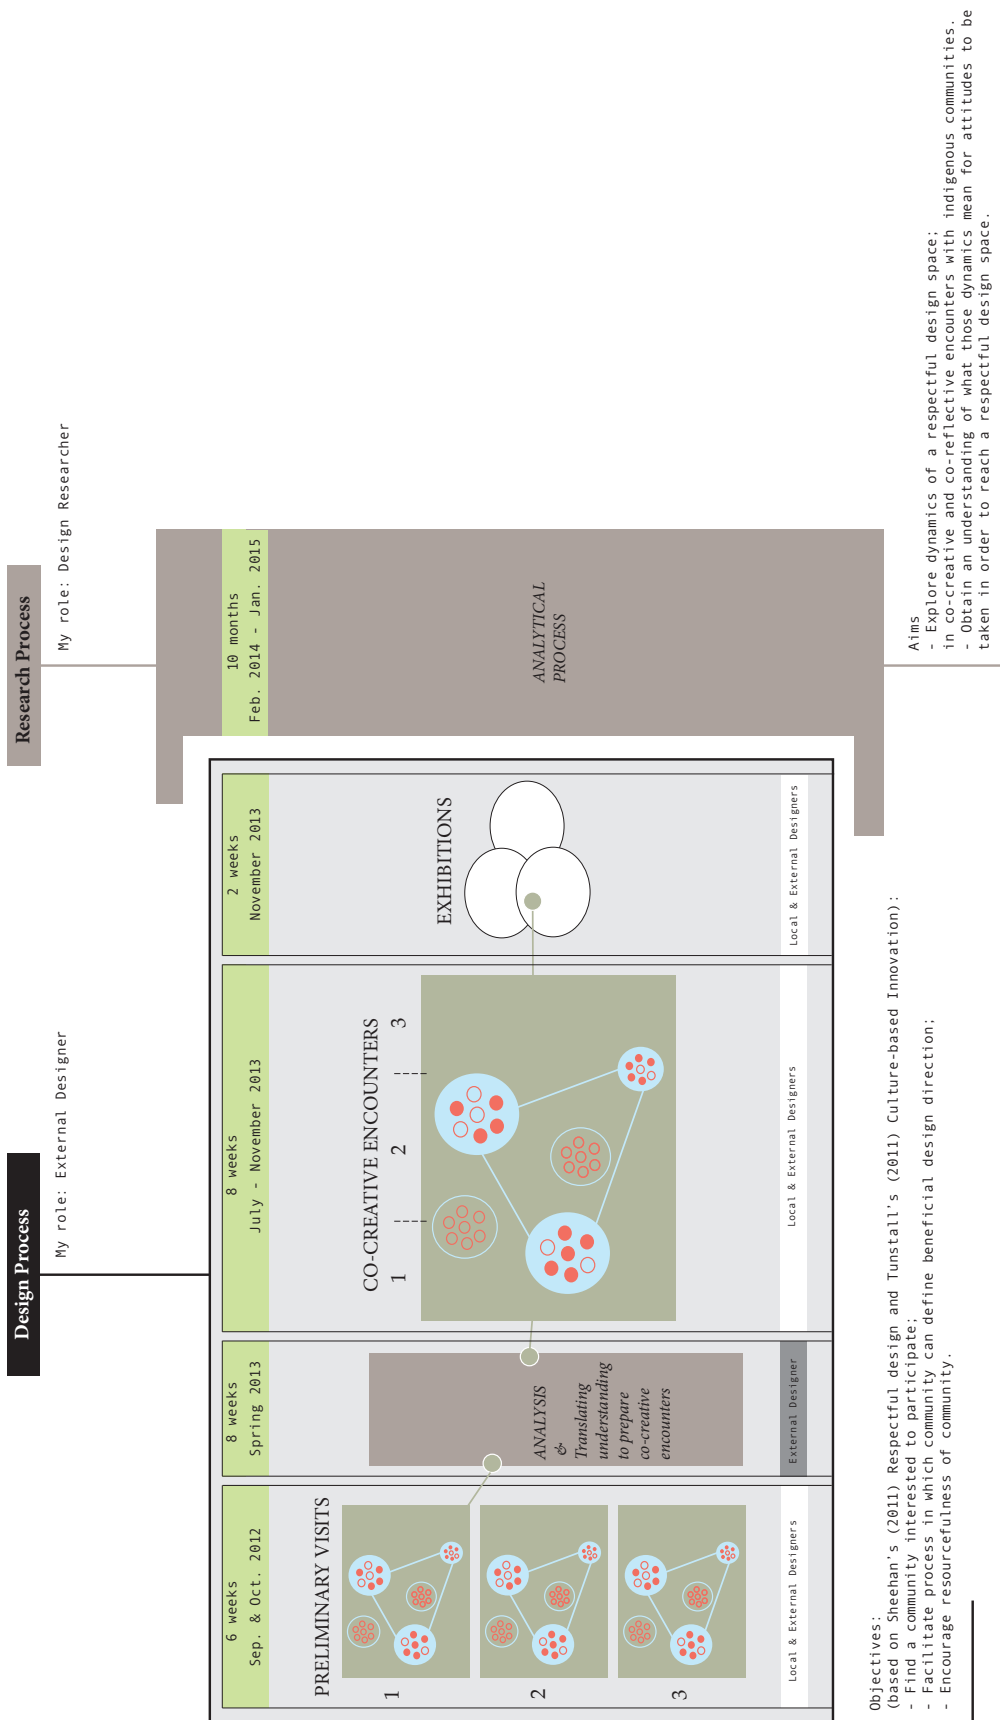 Design Process
My role: External Designer
Research Process
My role: Design Researcher
6 weeks
Sep. & Oct. 2012
PRELIMINARY VISITS
1
2
3
Local & External Designers
8 weeks
Spring 2013
ANALYSIS
&
Translating
understanding
to prepare
co-creative
encounters
External Designer
8 weeks
July - November 2013
CO-CREATIVE ENCOUNTERS
1 2 3
Local & External Designers
2 weeks
November 2013
EXHIBITIONS
Local & External Designers
10 months
Feb. 2014 - Jan. 2015
ANALYTICAL
PROCESS
Objectives:
(based on Sheehan's (2011) Respectful design and Tunstall's (2011) Culture-based Innovation):
- Find a community interested to participate;
- Facilitate process in which community can define beneficial design direction;
- Encourage resourcefulness of community.
Aims
- Explore dynamics of a respectful design space;
in co-creative and co-reflective encounters with indigenous communities.
- Obtain an understanding of what those dynamics mean for attitudes to be
taken in order to reach a respectful design space.